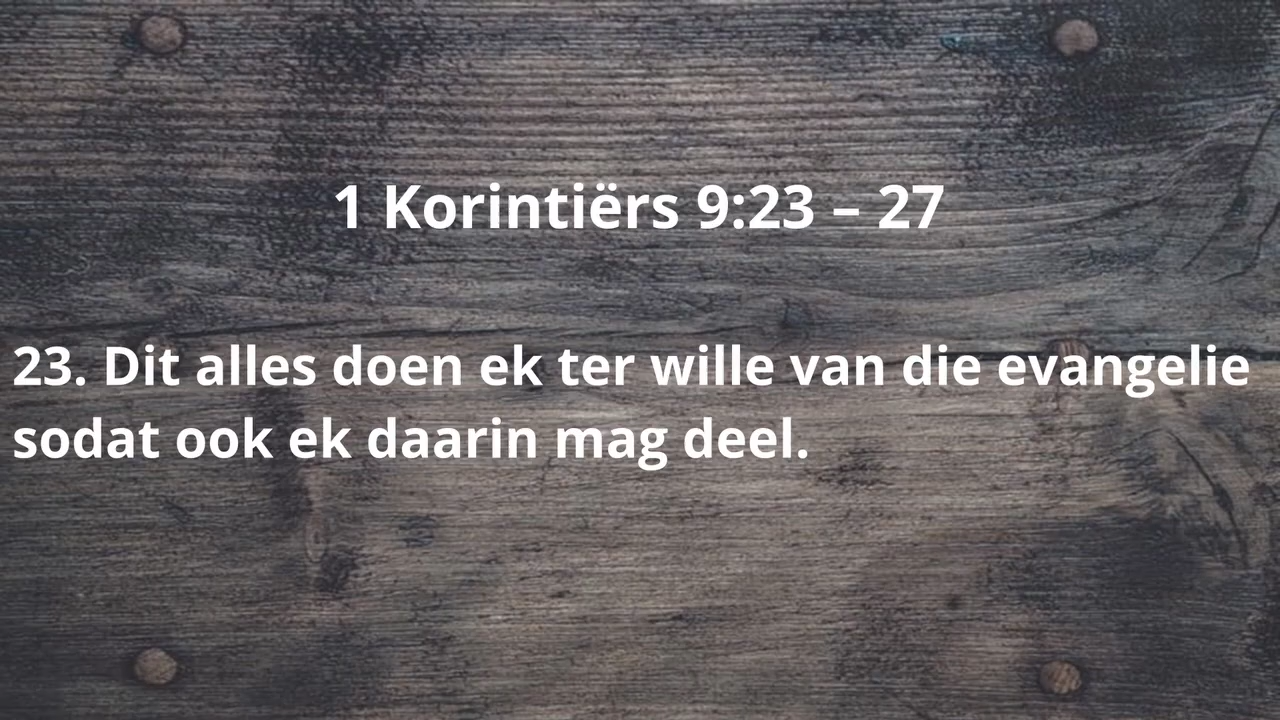 1 Korintiërs 9:23 – 27
23. Dit alles doen ek ter wille van die evangelie
sodat ook ek daarin mag deel.